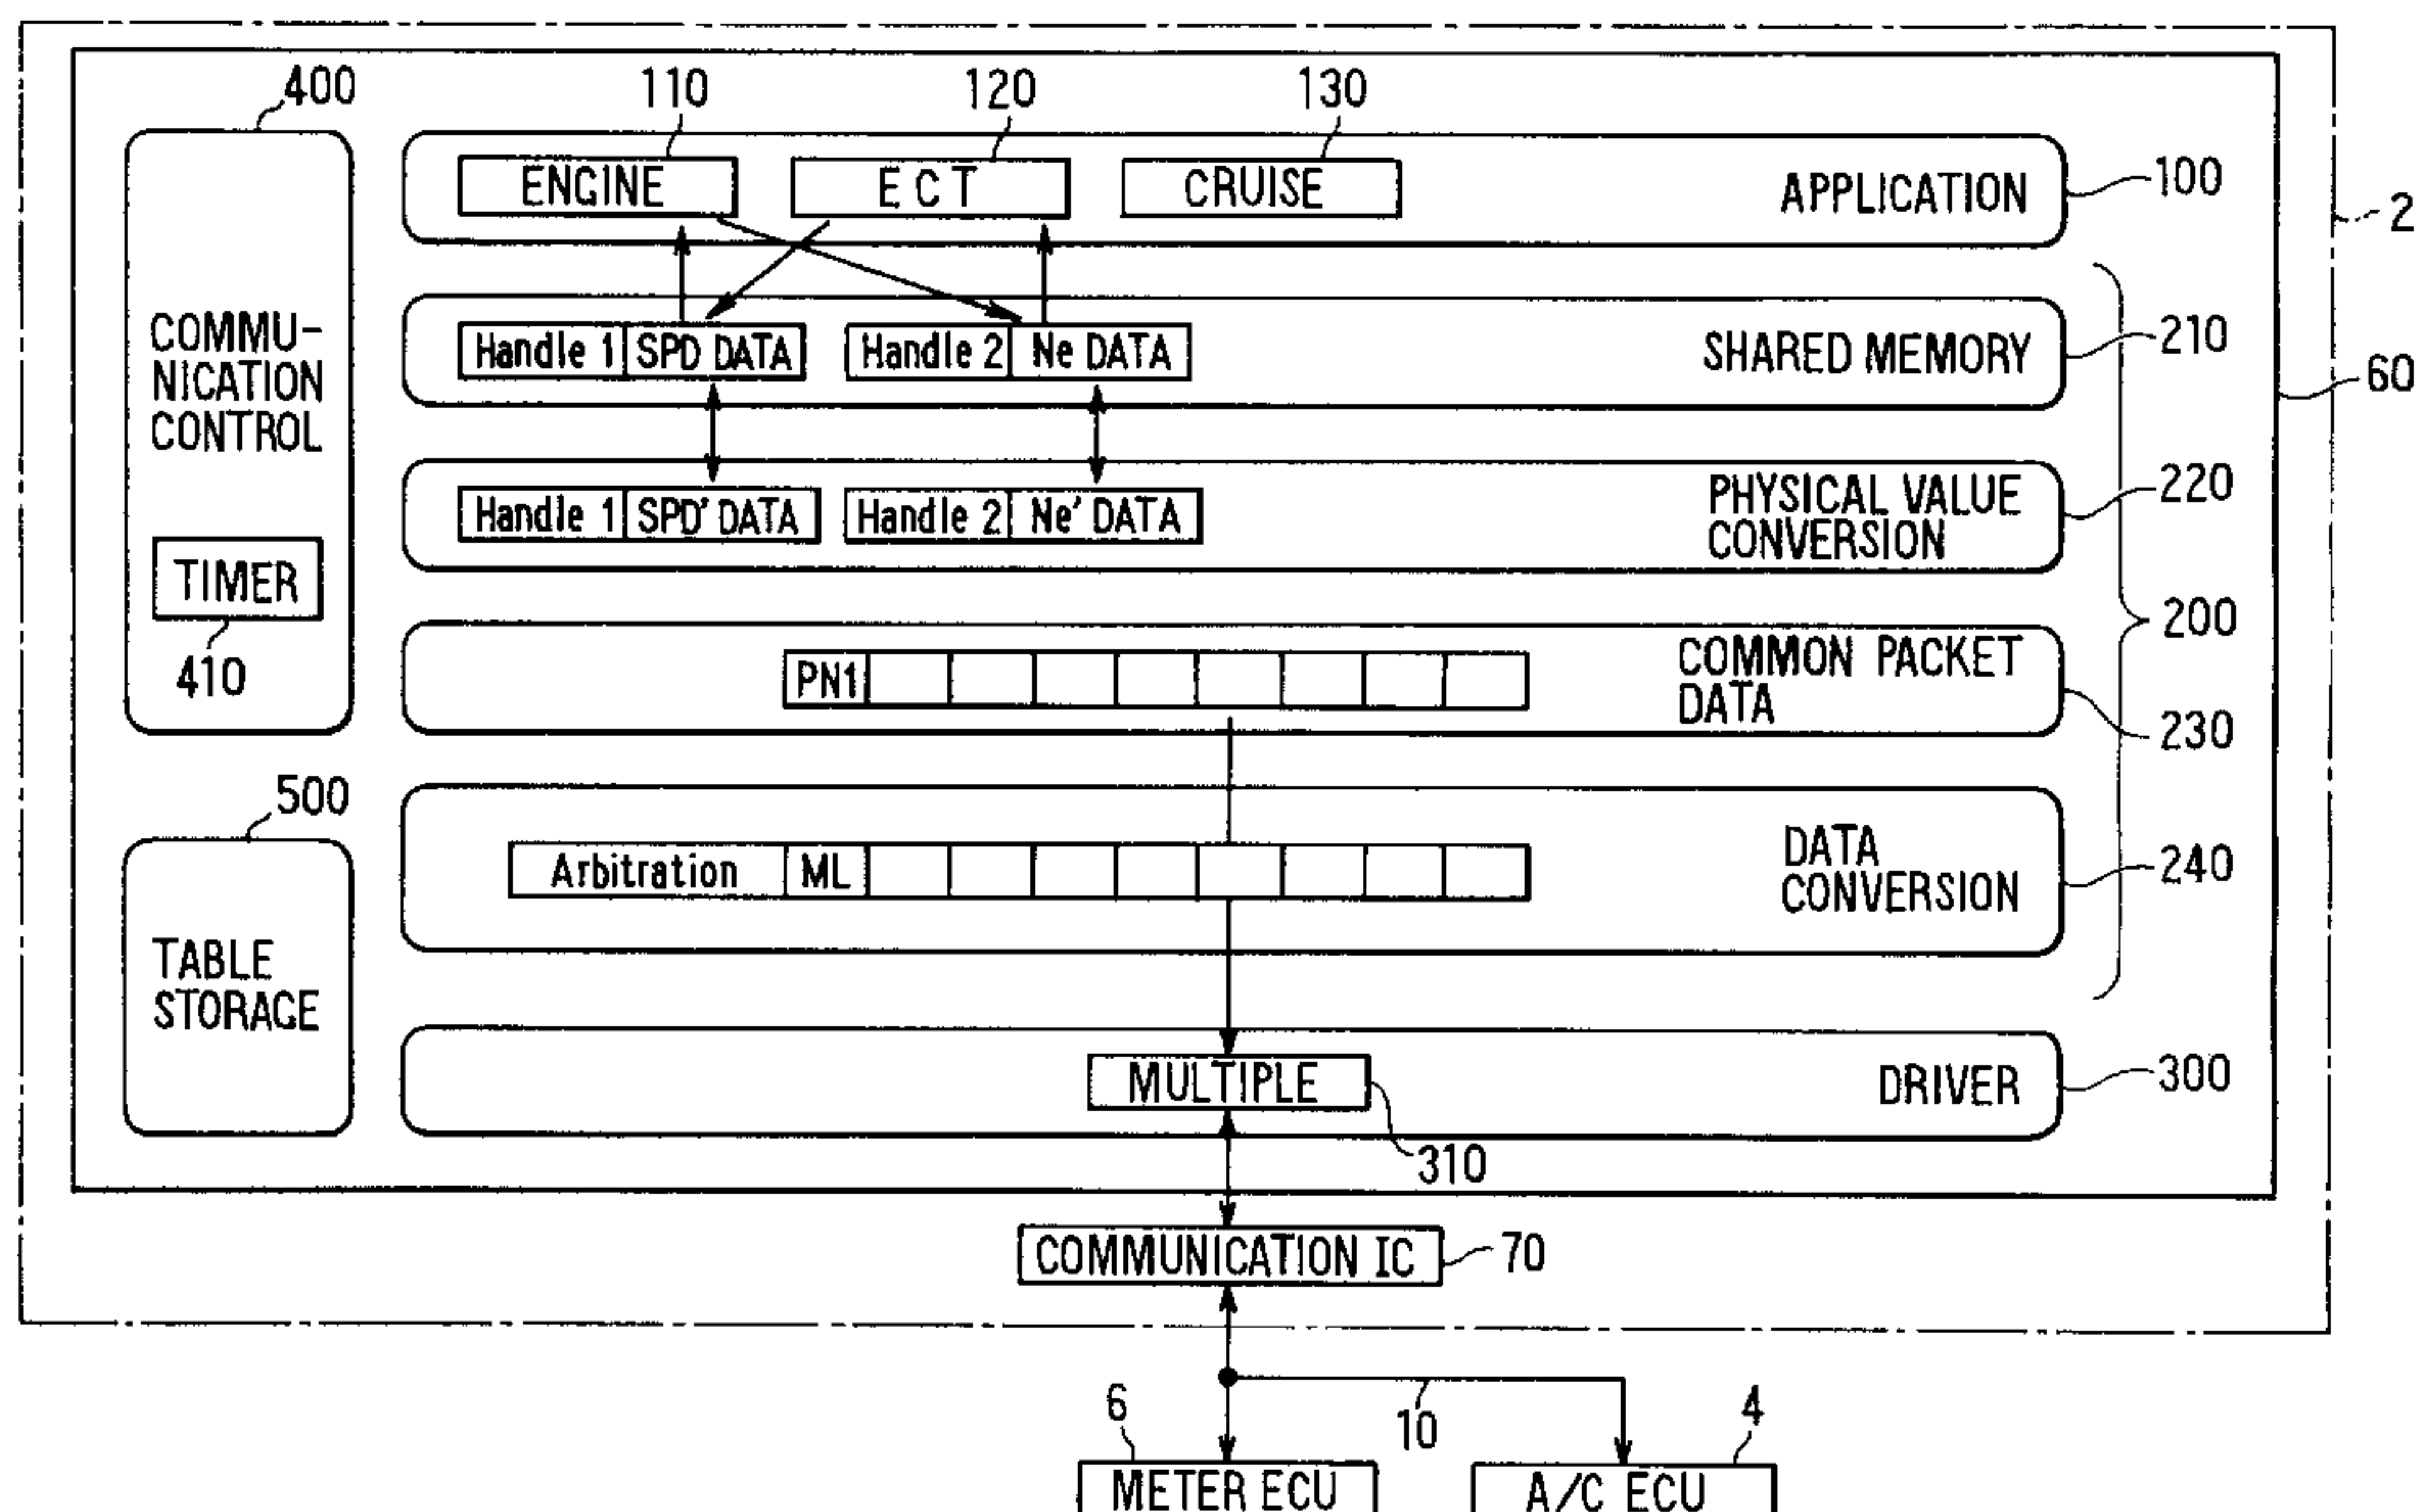 400
110
120
130
ENGINE
E C T
CRUISE
APPLICATION
100
2
COMMU-
NICATION
CONTROL
Handle 1
SPD DATA
Handle 2
Ne DATA
SHARED MEMORY
210
60
Handle 1
SPD' DATA
Handle 2
Ne' DATA
PHYSICAL VALUE
CONVERSION
220
TIMER
410
200
PN1
COMMON PACKET
DATA
230
500
Arbitration
ML
DATA
CONVERSION
240
TABLE
STORAGE
MULTIPLE
DRIVER
300
310
COMMUNICATION IC
70
6
10
4
METER ECU
A/C ECU